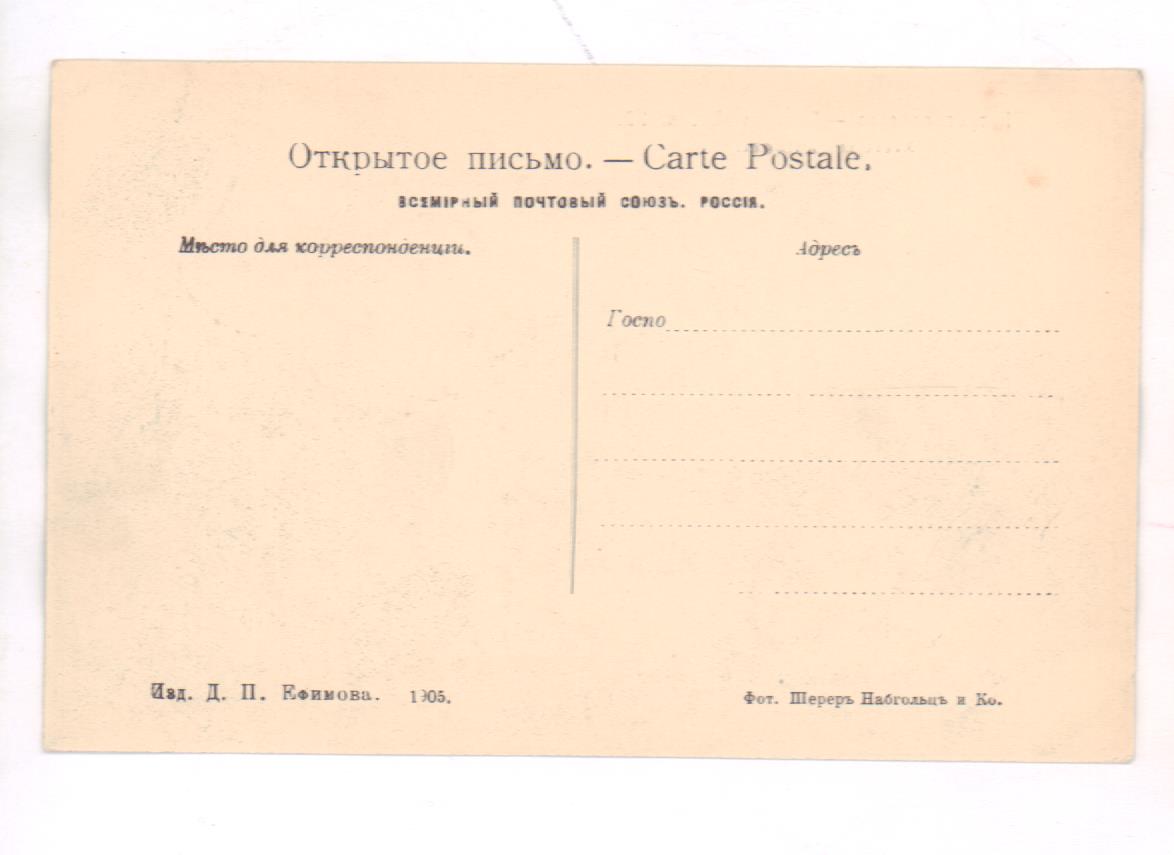 Открытое письмо. — Carte Postale.
ВСЕМІРНЫЙ ПОЧТОВЫЙ СОЮЗЪ. РОССІЯ.
Мѣсто для корреспонденціи.
Адресъ
Госпо
Изд. Д. П. Ефимова. 1905.
Фот. Шереръ Набгольцъ и Ко.